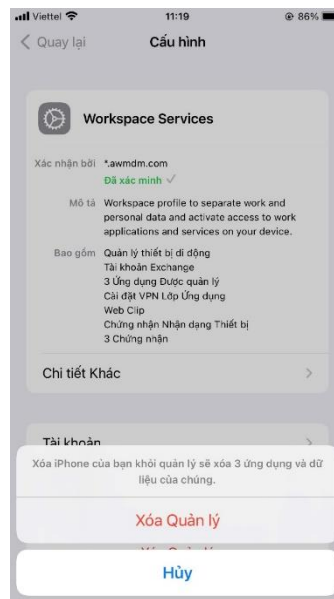 Viettel 11:19 86%
Quay lại Cấu hình
Workspace Services
Xác nhận bởi *.awmdm.com
Đã xác minh ✓
Mô tả Workspace profile to separate work and
personal data and activate access to work
applications and services on your device.
Bao gồm Quản lý thiết bị di động
Tài khoản Exchange
3 Ứng dụng Được quản lý
Cài đặt VPN Lớp Ứng dụng
Web Clip
Chứng nhận Nhận dạng Thiết bị
3 Chứng nhận
Chi tiết Khác
Tài khoản
Xóa iPhone của bạn khỏi quản lý sẽ xóa 3 ứng dụng và dữ
liệu của chúng.
Xóa Quản lý
Hủy